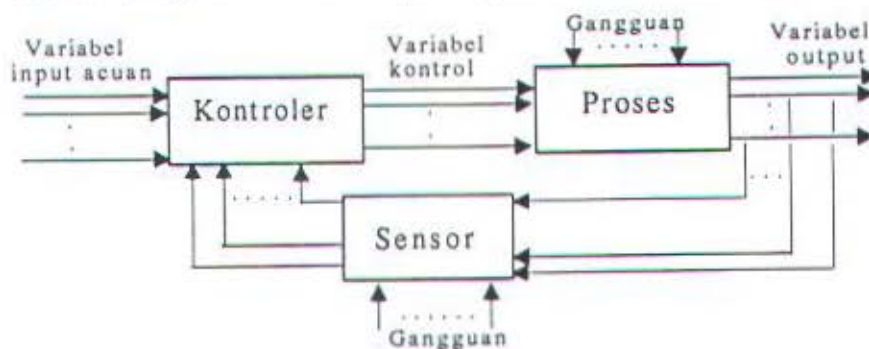 Gangguan
Variabel
input acuan
Variabel
kontrol
Variabel
output
Kontroler
Proses
Sensor
Gangguan